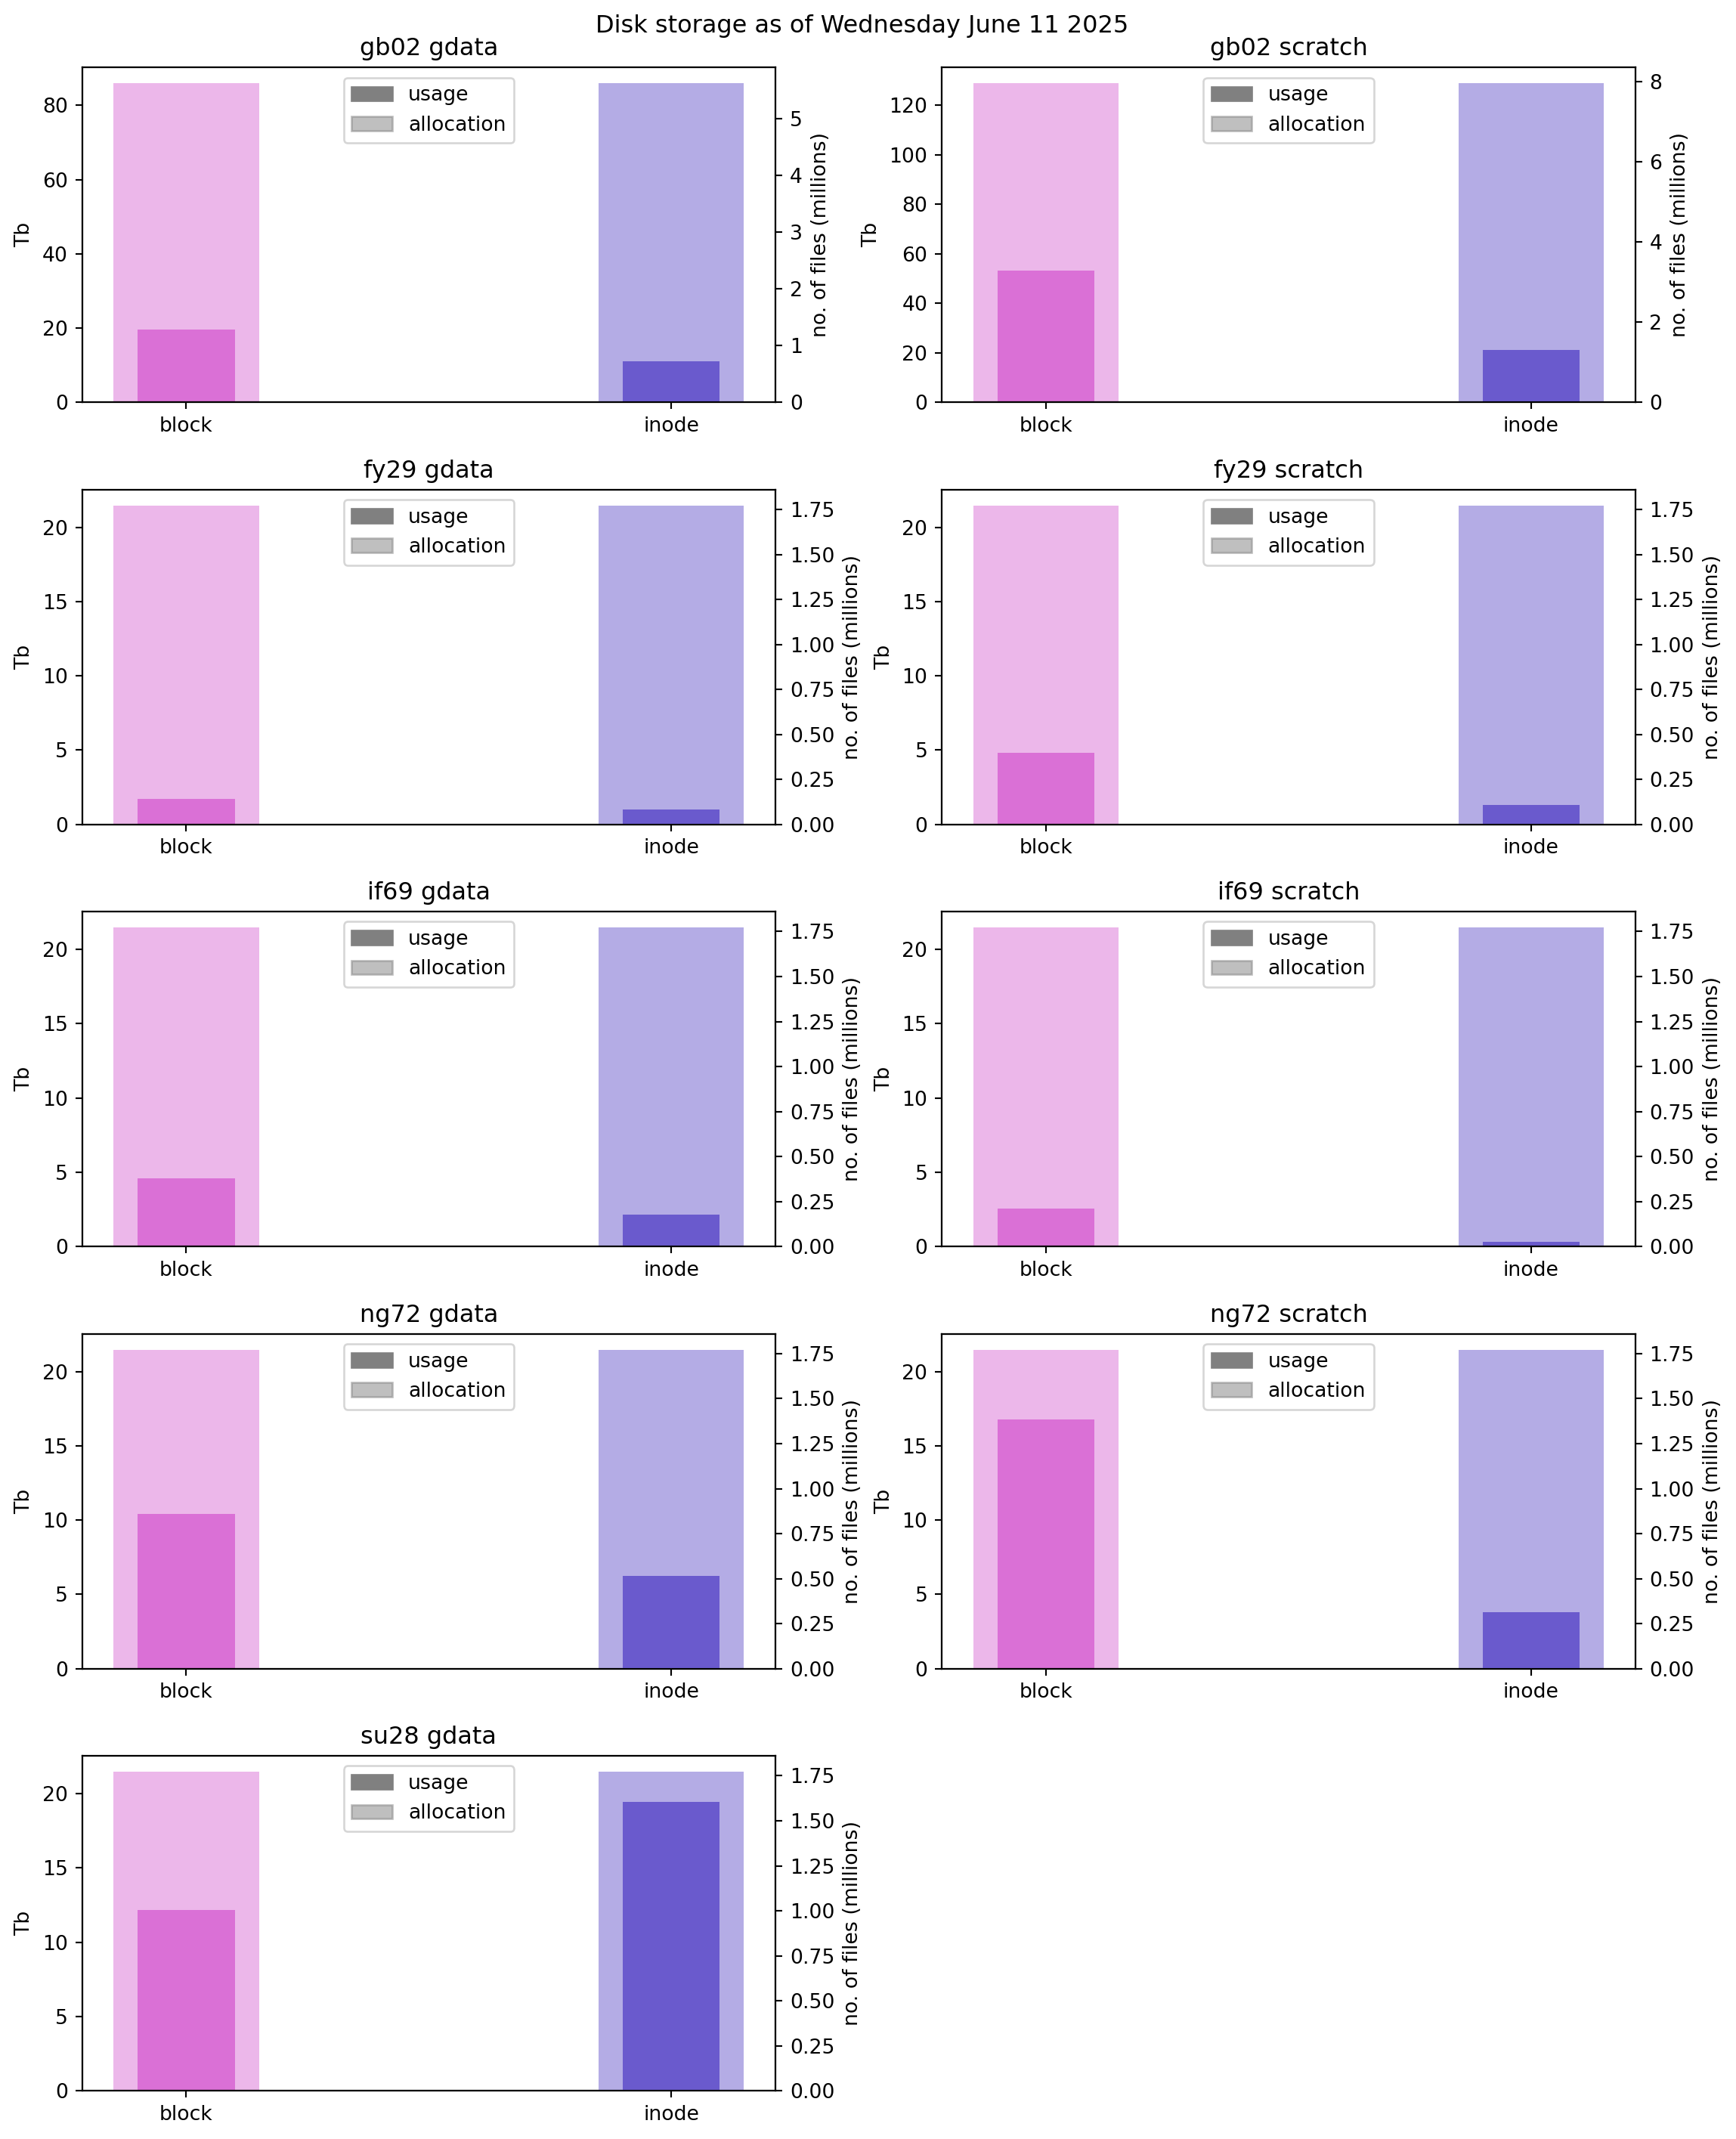 Disk storage as of Wednesday June 11 2025
gb02 gdata
usage
allocation
Tb
0
20
40
60
80
no. of files (millions)
0
1
2
3
4
5
block
inode
gb02 scratch
usage
allocation
Tb
0
20
40
60
80
100
120
no. of files (millions)
0
2
4
6
8
block
inode
fy29 gdata
usage
allocation
Tb
0
5
10
15
20
no. of files (millions)
0.00
0.25
0.50
0.75
1.00
1.25
1.50
1.75
block
inode
fy29 scratch
usage
allocation
Tb
0
5
10
15
20
no. of files (millions)
0.00
0.25
0.50
0.75
1.00
1.25
1.50
1.75
block
inode
if69 gdata
usage
allocation
Tb
0
5
10
15
20
no. of files (millions)
0.00
0.25
0.50
0.75
1.00
1.25
1.50
1.75
block
inode
if69 scratch
usage
allocation
Tb
0
5
10
15
20
no. of files (millions)
0.00
0.25
0.50
0.75
1.00
1.25
1.50
1.75
block
inode
ng72 gdata
usage
allocation
Tb
0
5
10
15
20
no. of files (millions)
0.00
0.25
0.50
0.75
1.00
1.25
1.50
1.75
block
inode
ng72 scratch
usage
allocation
Tb
0
5
10
15
20
no. of files (millions)
0.00
0.25
0.50
0.75
1.00
1.25
1.50
1.75
block
inode
su28 gdata
usage
allocation
Tb
0
5
10
15
20
no. of files (millions)
0.00
0.25
0.50
0.75
1.00
1.25
1.50
1.75
block
inode